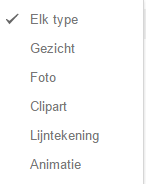 Elk type
Gezicht
Foto
Clipart
Lijntekening
Animatie